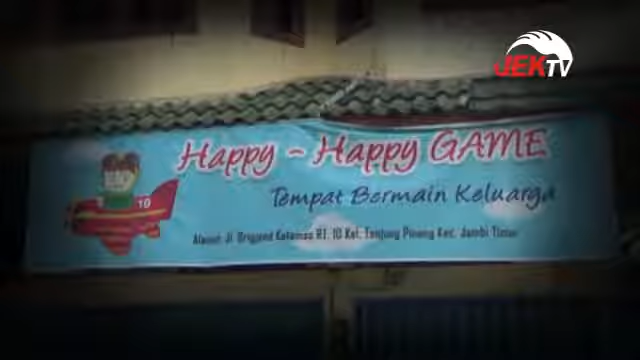 JEKTV
Happy - Happy GAME
Tempat Bermain Keluarga
Alamat: Jl. Brigjend Katamso RT. 10 Kel. Tanjung Pinang Kec. Jambi Timur
10